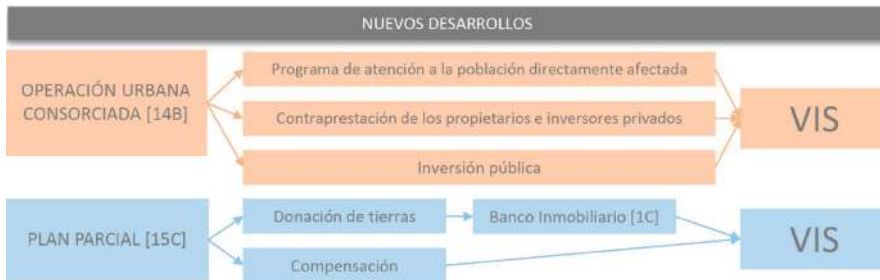 NUEVOS DESARROLLOS
OPERACIÓN URBANA
CONSORCIADA [14B]
Programa de atención a la población directamente afectada
Contraprestación de los propietarios e inversores privados
Inversión pública
VIS
PLAN PARCIAL [15C]
Donación de tierras
Banco Inmobiliario [1C]
Compensación
VIS